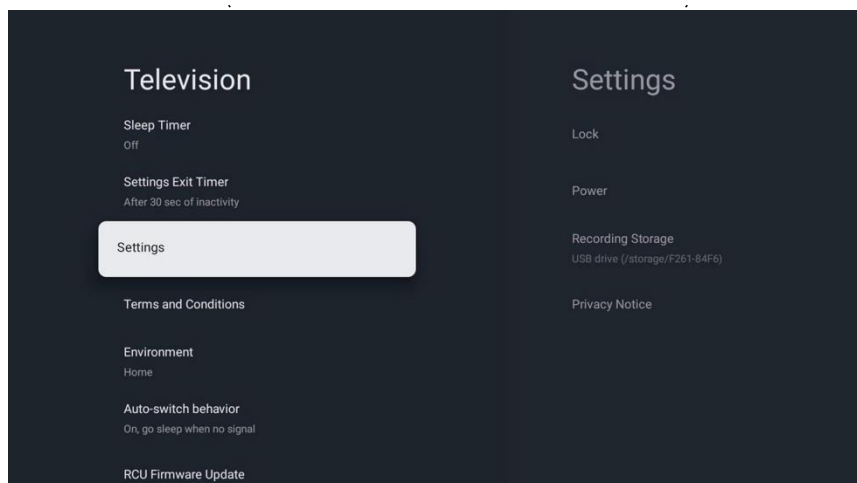 Television
Sleep Timer
Off
Settings Exit Timer
After 30 sec of inactivity
Settings
Terms and Conditions
Environment
Home
Auto-switch behavior
On, go sleep when no signal
RCU Firmware Update
Settings
Lock
Power
Recording Storage
USB drive (/storage/F261-84F6)
Privacy Notice